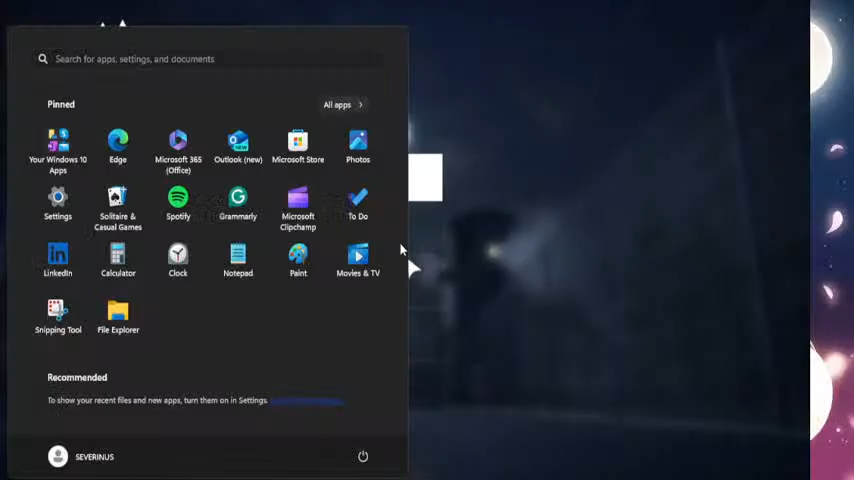 Search for apps, settings, and documents
Pinned
All apps
Your Windows 10
Apps
Edge
Microsoft 365
(Office)
Outlook (new)
Microsoft Store
Photos
Settings
Solitaire &
Casual Games
Spotify
Grammarly
Microsoft
Clipchamp
To Do
LinkedIn
Calculator
Clock
Notepad
Paint
Movies & TV
Snipping Tool
File Explorer
Recommended
To show your recent files and new apps, turn them on in Settings.
SEVERINUS